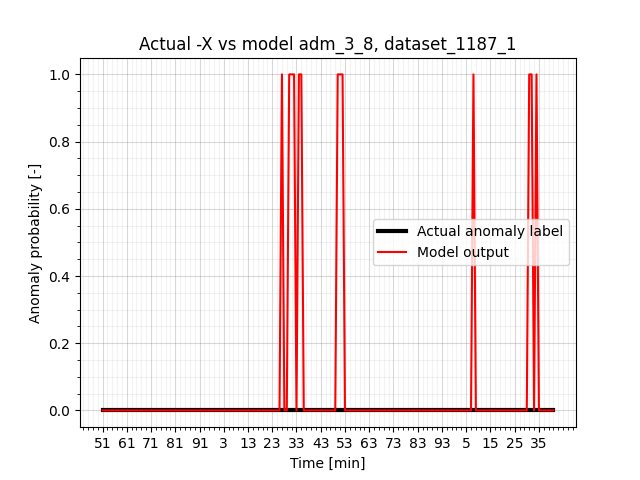 Actual -X vs model adm_3_8, dataset_1187_1
Anomaly probability [-]
1.0
0.8
0.6
0.4
0.2
0.0
Actual anomaly label
Model output
51 61 71 81 91 3 13 23 33 43 53 63 73 83 93 5 15 25 35
Time [min]